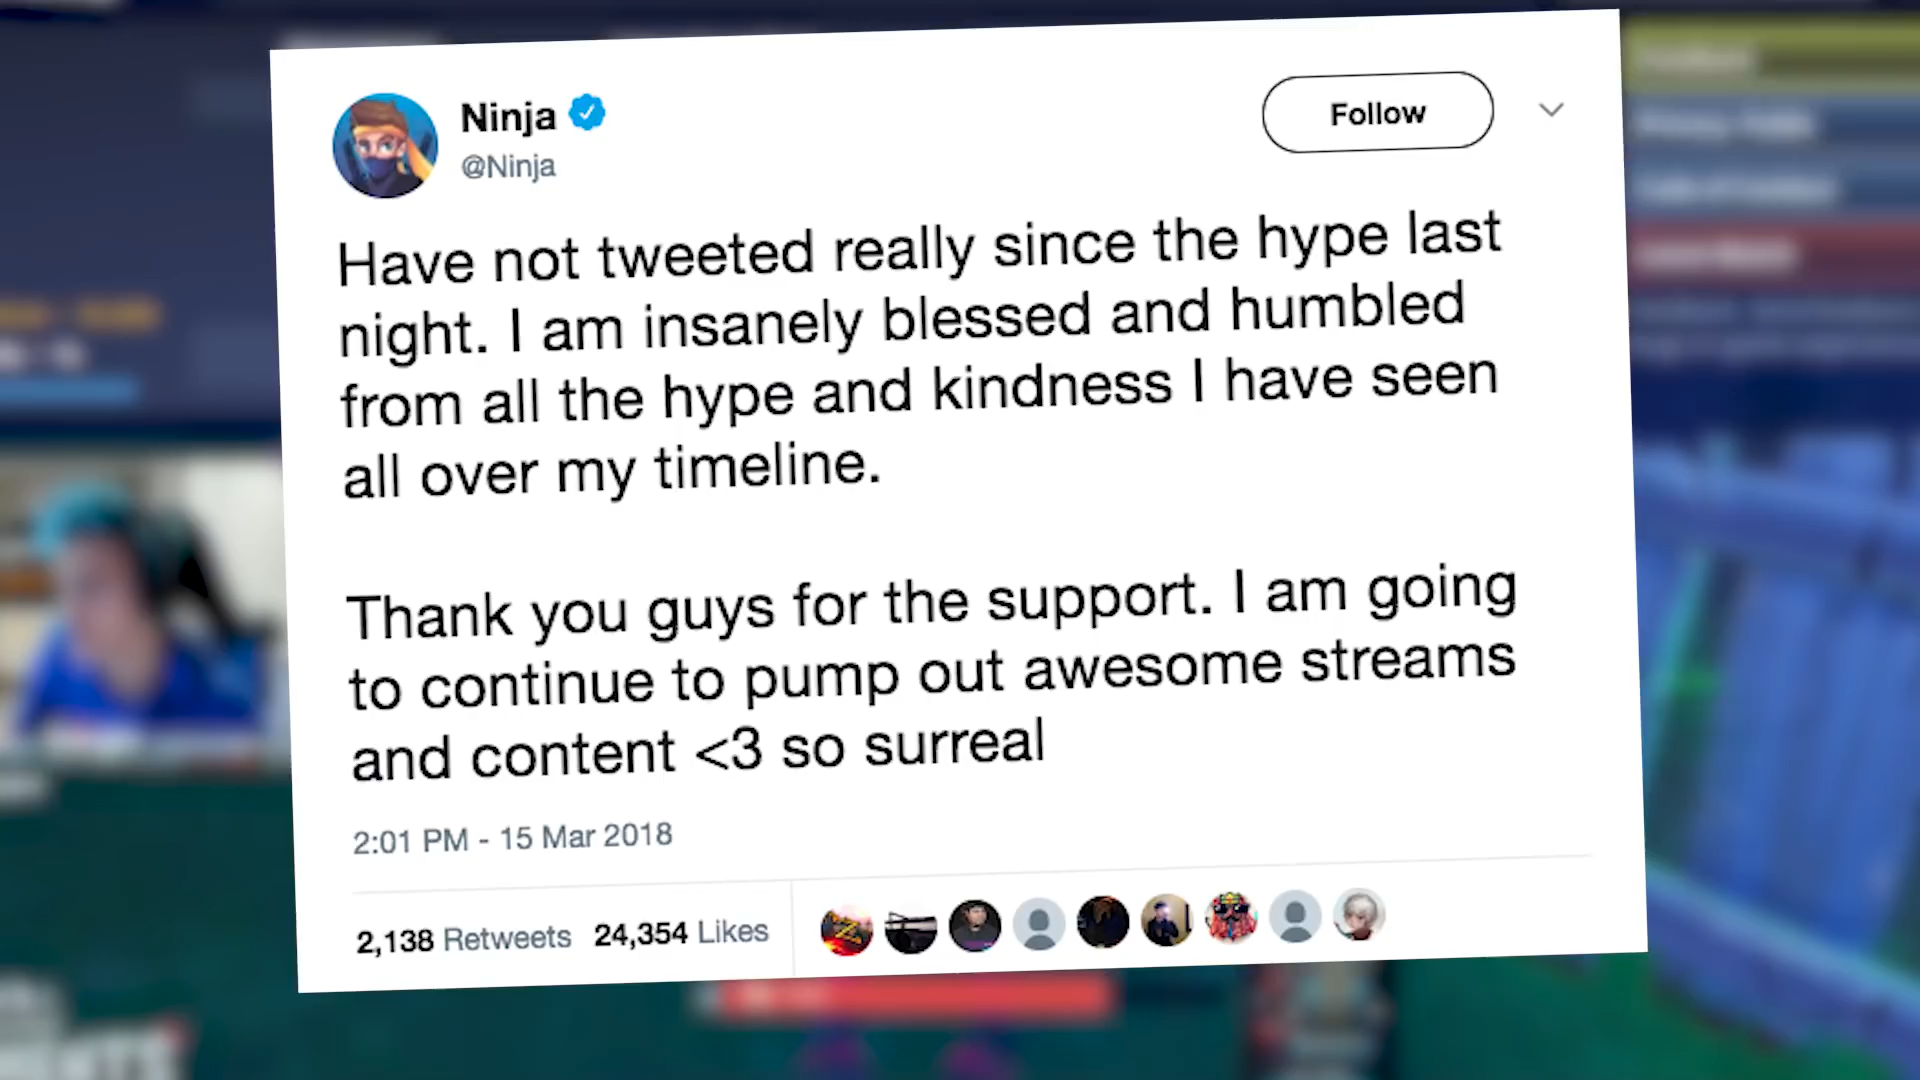 Ninja
@Ninja
Follow
Have not tweeted really since the hype last
night. I am insanely blessed and humbled
from all the hype and kindness I have seen
all over my timeline.
Thank you guys for the support. I am going
to continue to pump out awesome streams
and content <3 so surreal
2:01 PM - 15 Mar 2018
2,138 Retweets 24,354 Likes